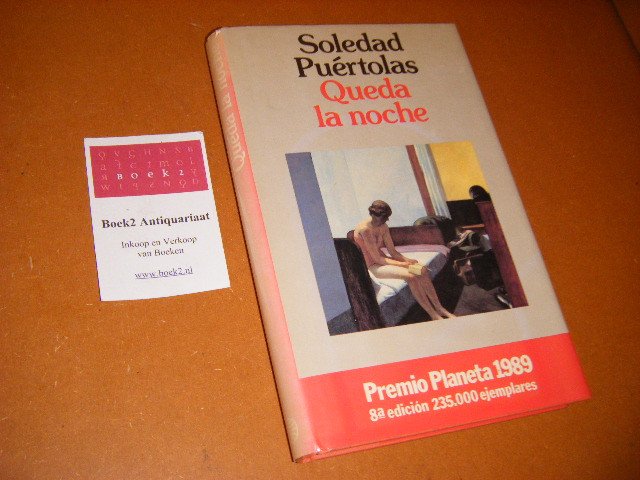 Soledad
Puértolas
Queda
la noche
Premio Planeta 1989
8ª edición 235.000 ejemplares
BOEK2
Boek2 Antiquariaat
Inkoop en Verkoop
van Boeken
www.boek2.nl